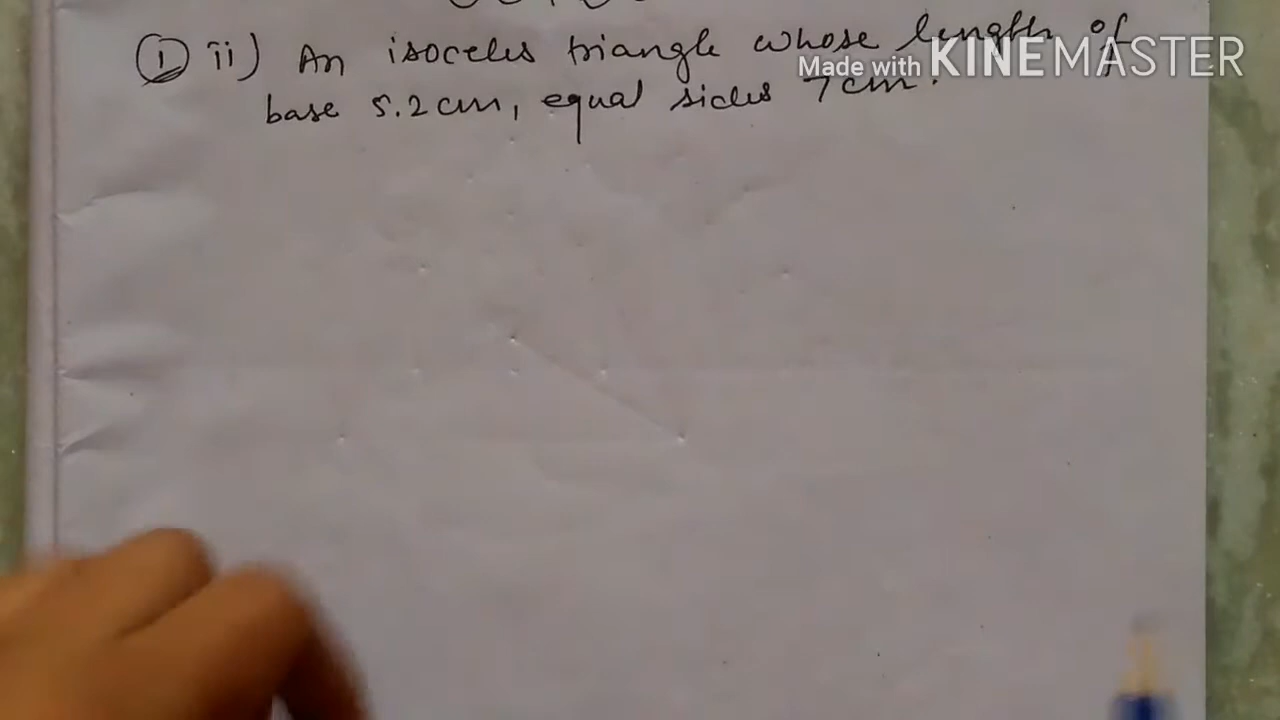 ① ii) An isoceles triangle whose length of
Made with KINEMASTER
base 5.2 cm, equal sides 7 cm.